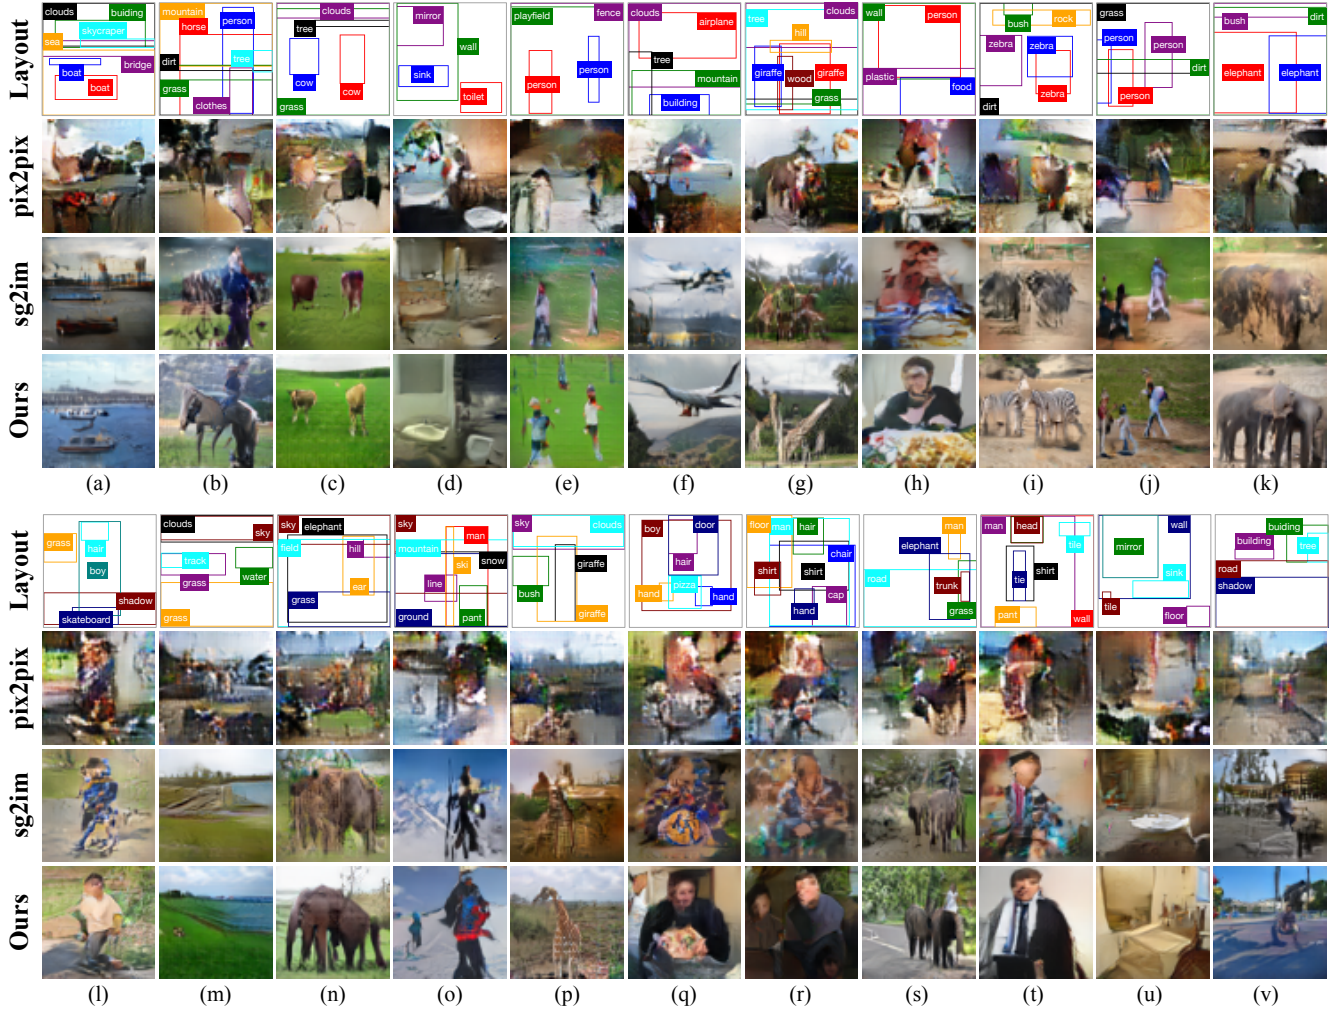 Layout
clouds buiding
skycraper
sea
bridge
boat
boat
mountain
person
horse
dirt tree
grass
clothes
clouds
tree
cow
cow
grass
mirror
wall
sink
toilet
playfield fence
person
person
clouds
airplane
tree
mountain
building
clouds
tree
hill
giraffe wood giraffe
grass
wall person
plastic
food
bush rock
zebra zebra
zebra
dirt
grass
person
person
dirt
person
dirt
bush
elephant elephant
pix2pix
sg2im
Ours
(a) (b) (c) (d) (e) (f) (g) (h) (i) (j) (k)
Layout
grass
hair
boy
shadow
skateboard
clouds
sky
track
grass water
grass
sky elephant
field hill
ear
grass
sky
man
mountain
ski snow
line
ground pant
sky clouds
giraffe
bush
giraffe
boy door
hair
hand pizza
hand
floor man hair
chair
shirt shirt
cap
hand
man
elephant
road
trunk
grass
man head
tile
shirt
tie
pant
wall
wall
mirror
sink
tile
floor
buiding
building tree
road
shadow
pix2pix
sg2im
Ours
(l) (m) (n) (o) (p) (q) (r) (s) (t) (u) (v)